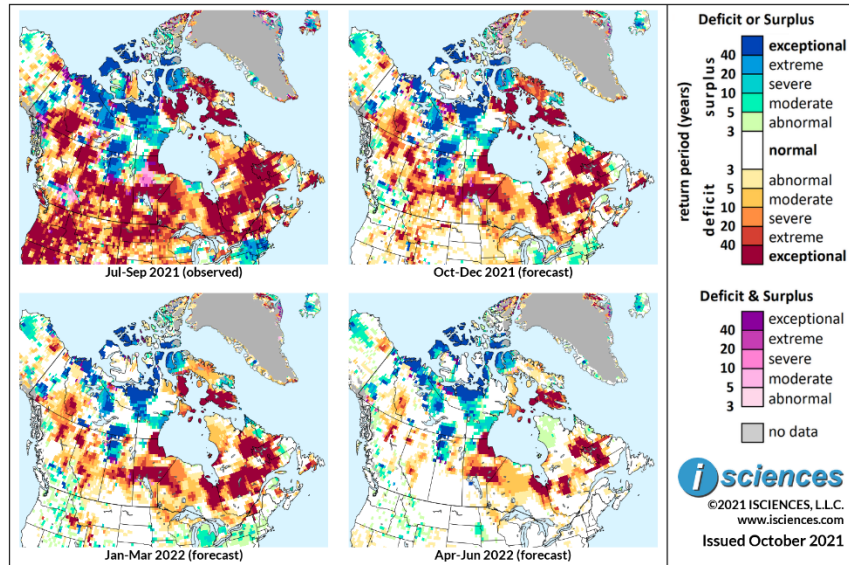 Jul-Sep 2021 (observed)
Oct-Dec 2021 (forecast)
Jan-Mar 2022 (forecast)
Apr-Jun 2022 (forecast)
Deficit or Surplus
return period (years)
surplus
deficit
exceptional
40
extreme
20
severe
10
moderate
5
abnormal
3
normal
3
abnormal
5
moderate
10
severe
20
extreme
40
exceptional
Deficit & Surplus
exceptional
40
extreme
20
severe
10
moderate
5
abnormal
3
no data
i sciences
©2021 ISCIENCES, L.L.C.
www.isciences.com
Issued October 2021